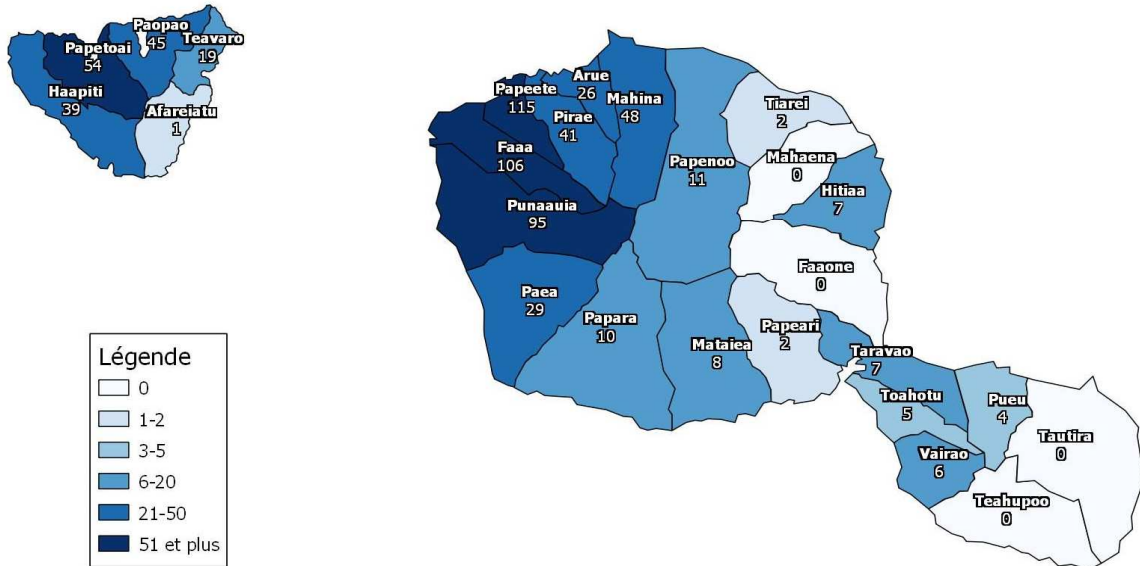 Paopao
45
Teavaro
19
Papetoai
54
Haapiti
39
Afareiatu
1
Arue
26
Papeete
115
Mahina
48
Pirae
41
Tiarei
2
Faaa
106
Papenoo
11
Mahaena
0
Hitiaa
7
Punaauia
95
Faaone
0
Paea
29
Papara
10
Mataiea
8
Papeari
2
Taravao
7
Toahotu
5
Pueu
4
Tautira
0
Vairao
6
Teahupoo
0
Légende
0
1-2
3-5
6-20
21-50
51 et plus